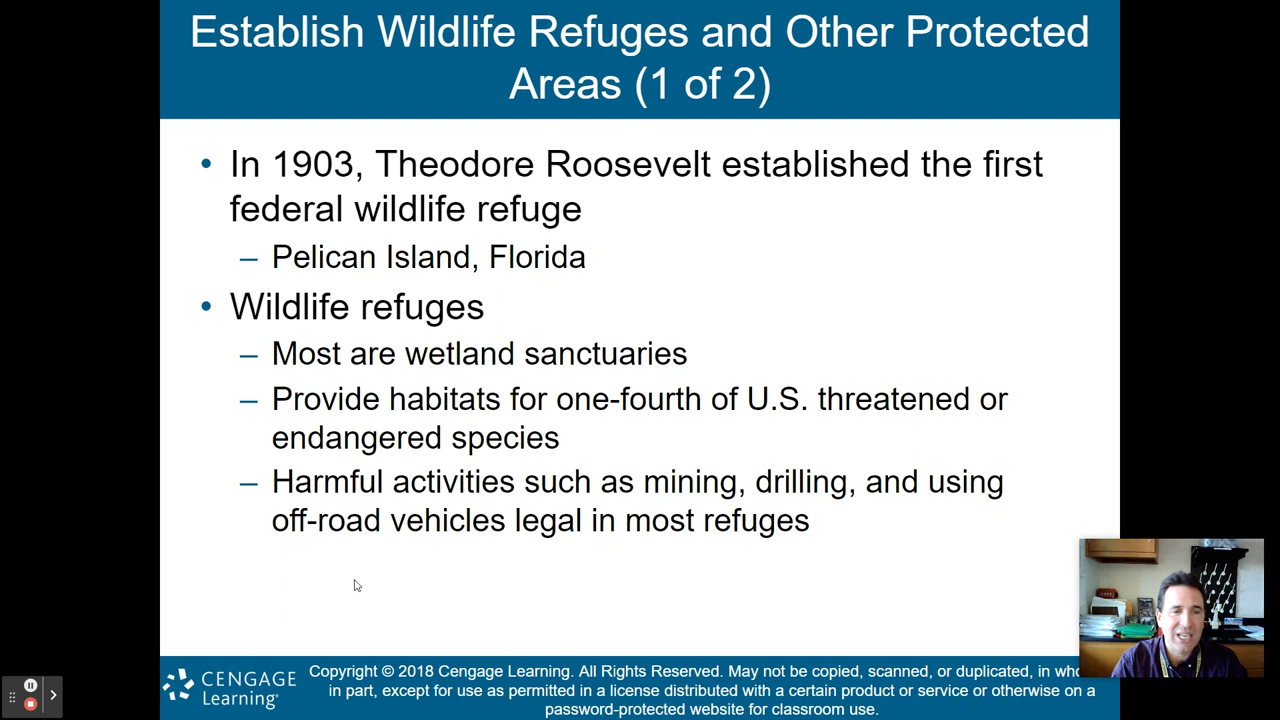 Establish Wildlife Refuges and Other Protected
Areas (1 of 2)
• In 1903, Theodore Roosevelt established the first
federal wildlife refuge
– Pelican Island, Florida
• Wildlife refuges
– Most are wetland sanctuaries
– Provide habitats for one-fourth of U.S. threatened or
endangered species
– Harmful activities such as mining, drilling, and using
off-road vehicles legal in most refuges
CENGAGE
Learning
Copyright © 2018 Cengage Learning. All Rights Reserved. May not be copied, scanned, or duplicated, in
in part, except for use as permitted in a license distributed with a certain product or service or otherwise on a
password-protected website for classroom use.